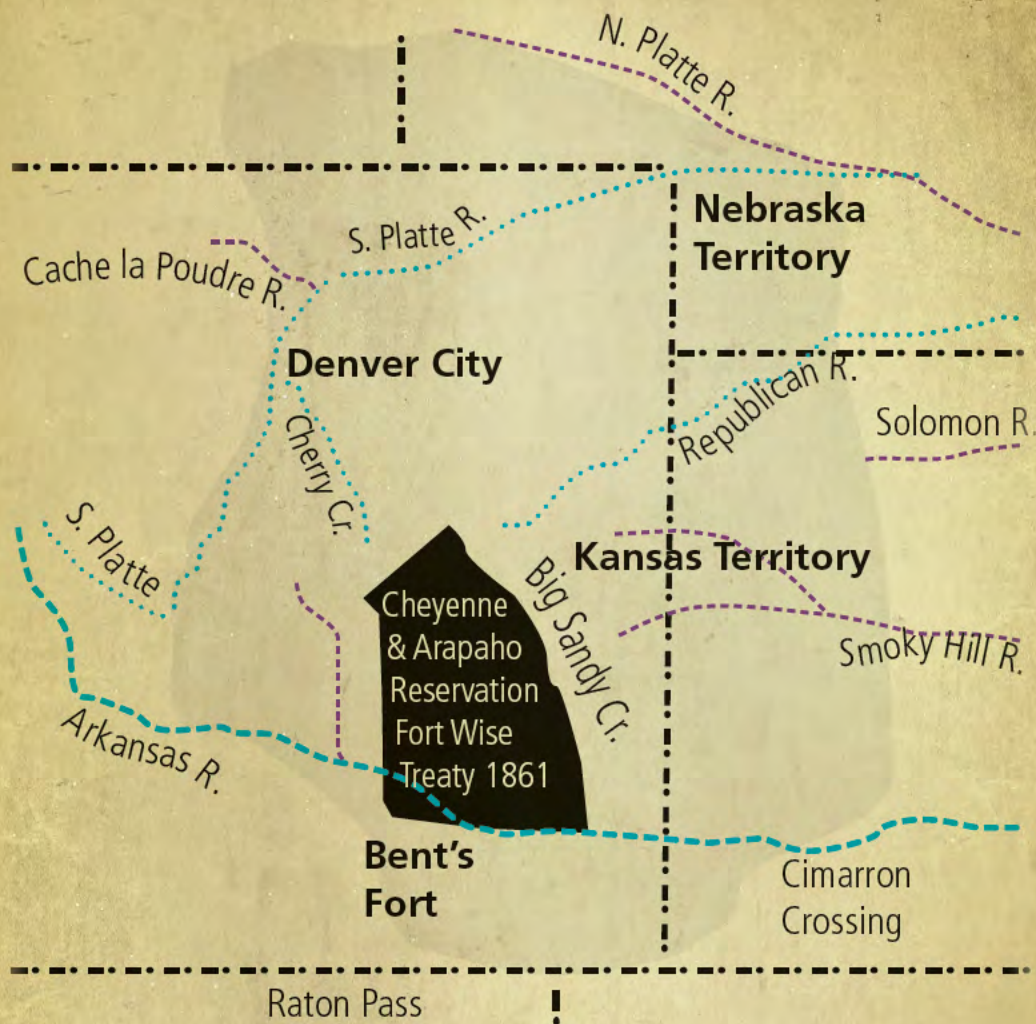 N. Platte R.
S. Platte R.
Nebraska
Territory
Cache la Poudre R.
Denver City
Republican R.
Solomon R.
Cherry Cr.
S. Platte
Kansas Territory
Big Sandy Cr.
Cheyenne
& Arapaho
Reservation
Fort Wise
Treaty 1861
Smoky Hill R.
Arkansas R.
Bent's
Fort
Cimarron
Crossing
Raton Pass